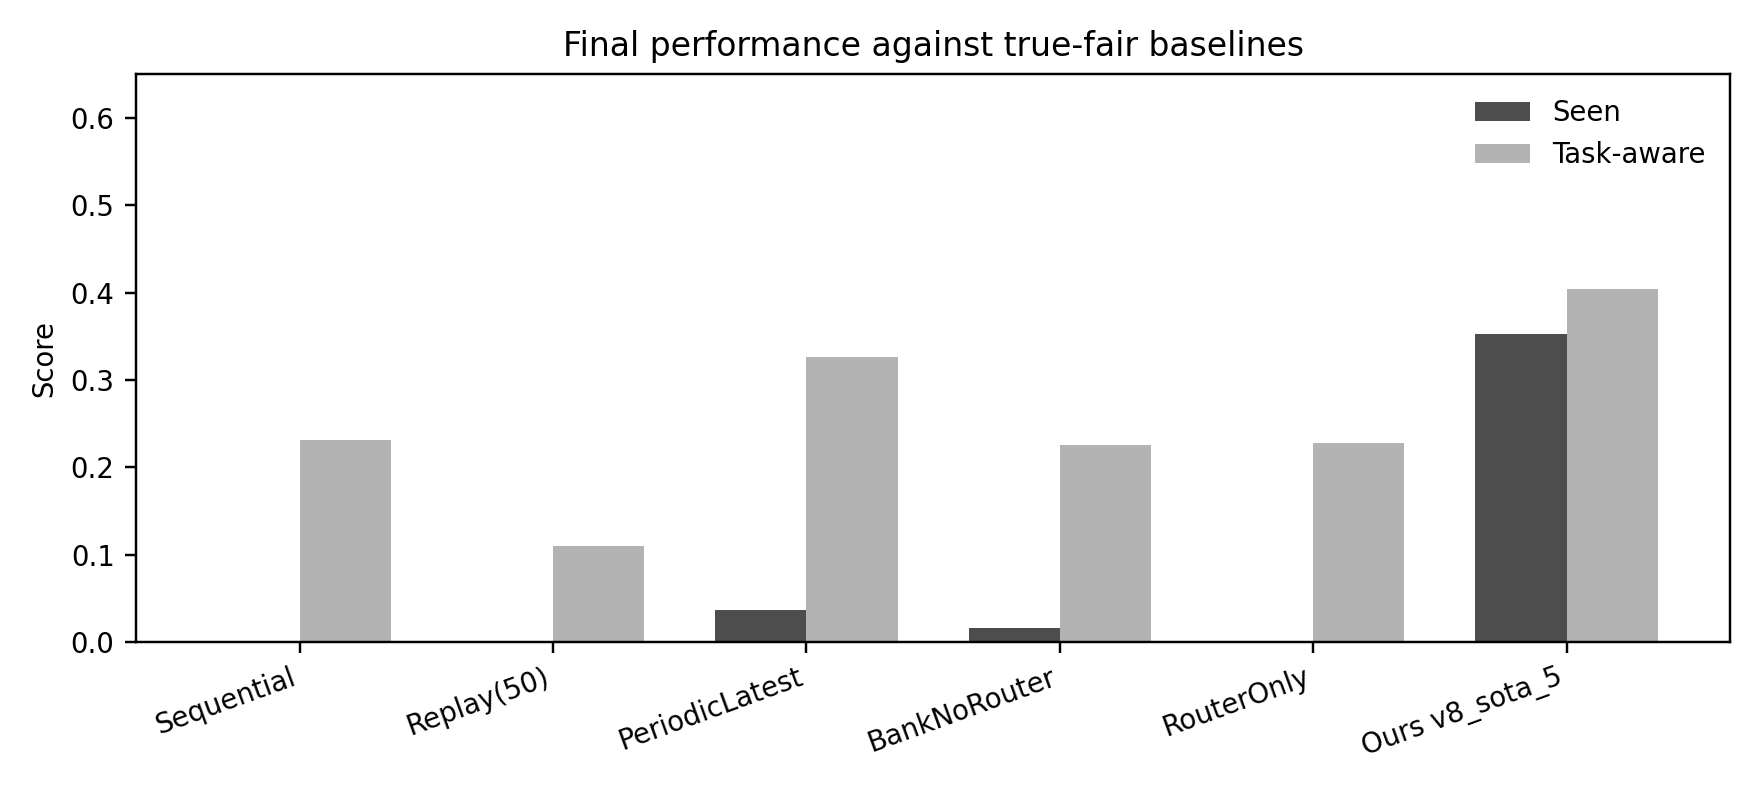 Final performance against true-fair baselines
Seen
Task-aware
0.6
0.5
0.4
0.3
0.2
0.1
0.0
Score
Sequential
Replay(50)
PeriodicLatest
BankNoRouter
RouterOnly
Ours v8_sota_5